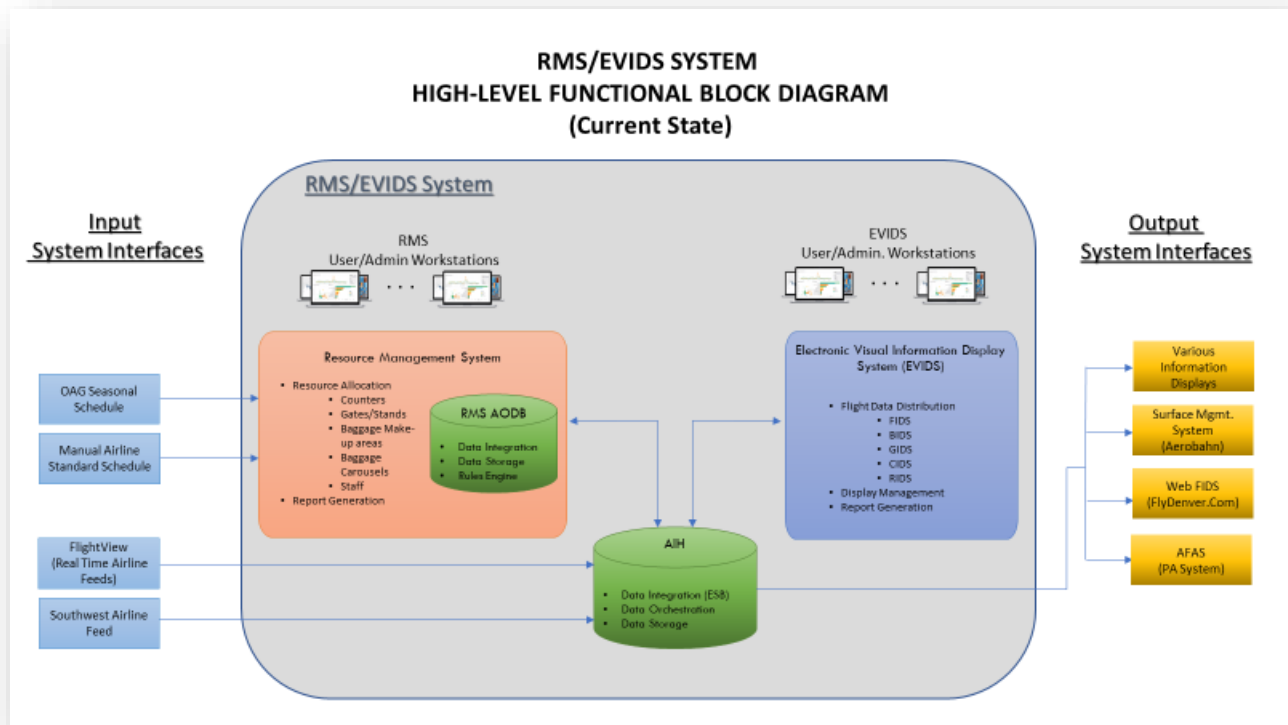 RMS/EVIDS SYSTEM
HIGH-LEVEL FUNCTIONAL BLOCK DIAGRAM
(Current State)
RMS/EVIDS System
Input
System Interfaces
RMS
User/Admin Workstations
. . .
EVIDS
User/Admin. Workstations
. . .
Output
System Interfaces
OAG Seasonal
Schedule
Manual Airline
Standard Schedule
FlightView
(Real Time Airline
Feeds)
Southwest Airline
Feed
Resource Management System
• Resource Allocation
• Counters
• Gates/Stands
• Baggage Make-
up areas
• Baggage
Carousels
• Staff
• Report Generation
RMS AODB
• Data Integration
• Data Storage
• Rules Engine
Electronic Visual Information Display
System (EVIDS)
• Flight Data Distribution
• FIDS
• BIDS
• GIDS
• CIDS
• RIDS
• Display Management
• Report Generation
AIH
• Data Integration (ESB)
• Data Orchestration
• Data Storage
Various
Information
Displays
Surface Mgmt.
System
(Aerobahn)
Web FIDS
(FlyDenver.Com)
AFAS
(PA System)